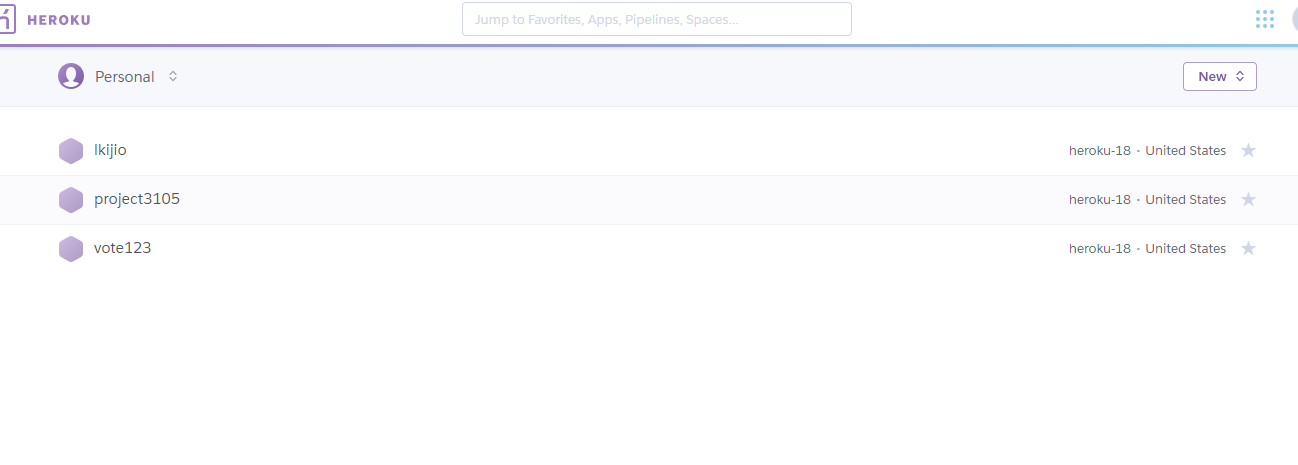 HEROKU
Jump to Favorites, Apps, Pipelines, Spaces...
Personal
New
lkijio
heroku-18 · United States
project3105
heroku-18 · United States
vote123
heroku-18 · United States